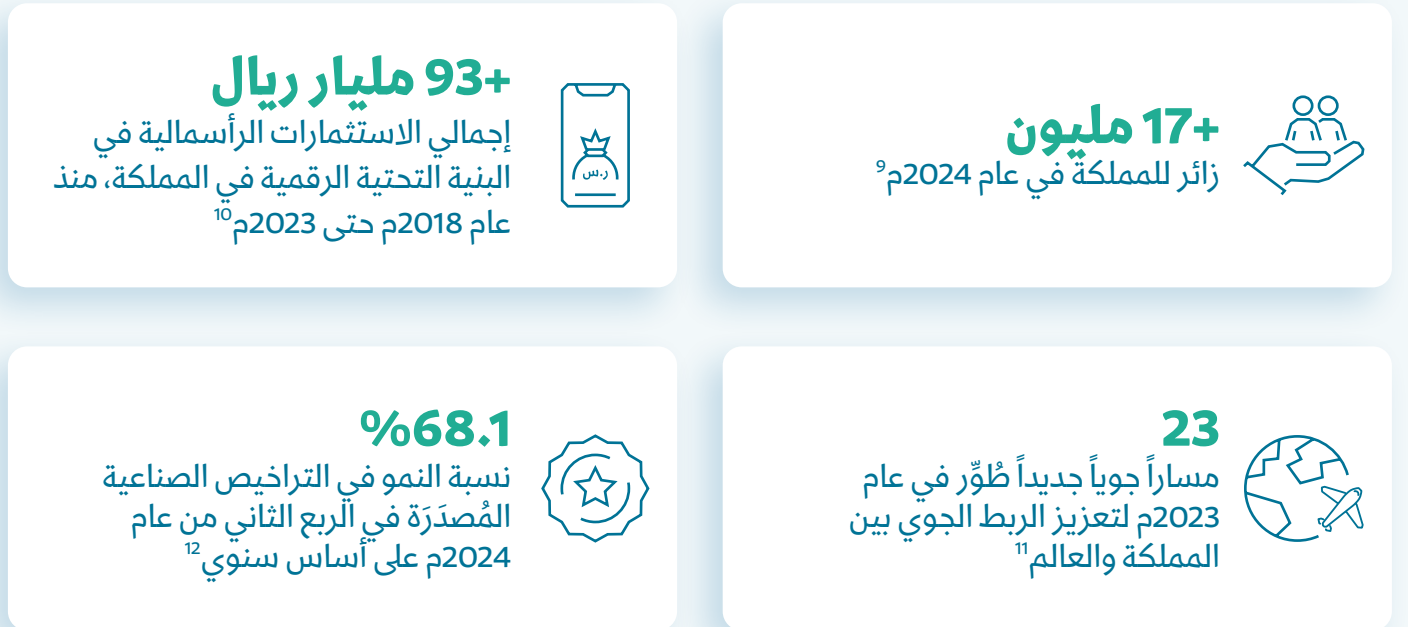 +17 مليون
زائر للمملكة في عام 2024م⁹
+93 مليار ريال
إجمالي الاستثمارات الرأسمالية في
البنية التحتية الرقمية في المملكة، منذ
عام 2018م حتى 2023م¹⁰
ر.س
23
مساراً جوياً جديداً طُوِّر في عام
2023م لتعزيز الربط الجوي بين
المملكة والعالم¹¹
%68.1
نسبة النمو في التراخيص الصناعية
المُصدَرَة في الربع الثاني من عام
2024م على أساس سنوي¹²